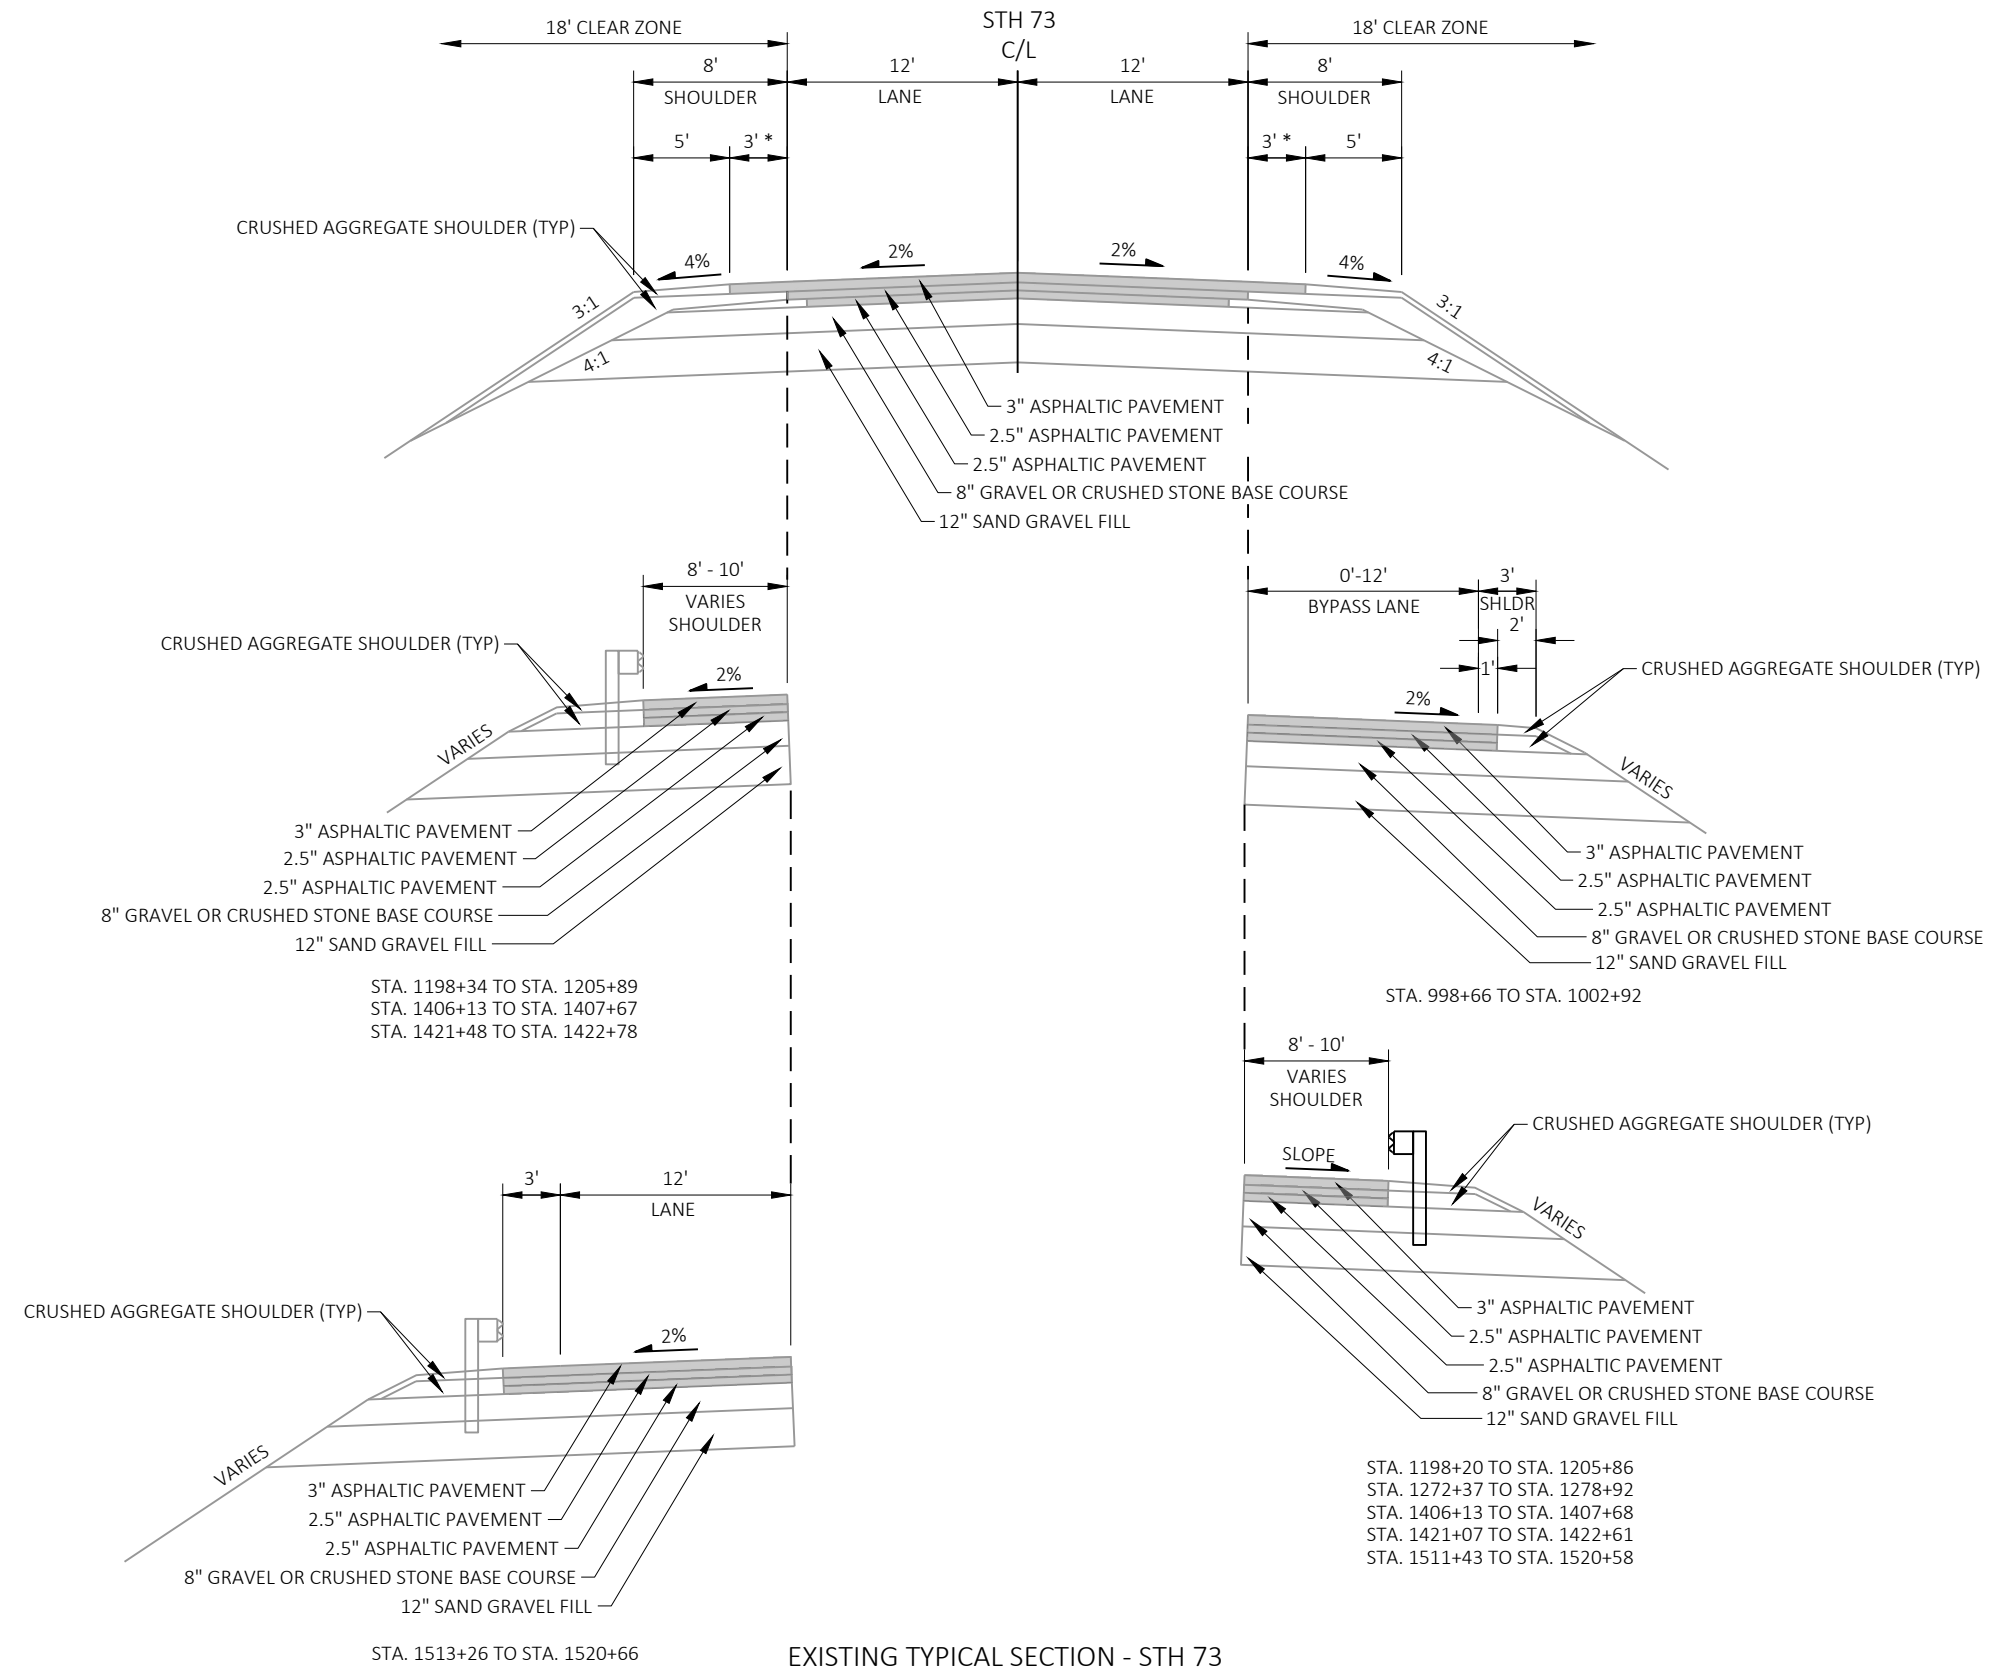 STH 73
C/L
18' CLEAR ZONE
18' CLEAR ZONE
8'
SHOULDER
12'
LANE
12'
LANE
8'
SHOULDER
5'
3' *
3' *
5'
CRUSHED AGGREGATE SHOULDER (TYP)
4%
2%
2%
4%
3:1
4:1
3:1
4:1
3" ASPHALTIC PAVEMENT
2.5" ASPHALTIC PAVEMENT
2.5" ASPHALTIC PAVEMENT
8" GRAVEL OR CRUSHED STONE BASE COURSE
12" SAND GRAVEL FILL
8' - 10'
VARIES
SHOULDER
CRUSHED AGGREGATE SHOULDER (TYP)
2%
VARIES
3" ASPHALTIC PAVEMENT
2.5" ASPHALTIC PAVEMENT
2.5" ASPHALTIC PAVEMENT
8" GRAVEL OR CRUSHED STONE BASE COURSE
12" SAND GRAVEL FILL
STA. 1198+34 TO STA. 1205+89
STA. 1406+13 TO STA. 1407+67
STA. 1421+48 TO STA. 1422+78
0'-12'
BYPASS LANE
3'
SHLDR
2'
1'
CRUSHED AGGREGATE SHOULDER (TYP)
2%
VARIES
3" ASPHALTIC PAVEMENT
2.5" ASPHALTIC PAVEMENT
2.5" ASPHALTIC PAVEMENT
8" GRAVEL OR CRUSHED STONE BASE COURSE
12" SAND GRAVEL FILL
STA. 998+66 TO STA. 1002+92
3'
12'
LANE
CRUSHED AGGREGATE SHOULDER (TYP)
2%
VARIES
3" ASPHALTIC PAVEMENT
2.5" ASPHALTIC PAVEMENT
2.5" ASPHALTIC PAVEMENT
8" GRAVEL OR CRUSHED STONE BASE COURSE
12" SAND GRAVEL FILL
STA. 1513+26 TO STA. 1520+66
8' - 10'
VARIES
SHOULDER
CRUSHED AGGREGATE SHOULDER (TYP)
SLOPE
VARIES
3" ASPHALTIC PAVEMENT
2.5" ASPHALTIC PAVEMENT
2.5" ASPHALTIC PAVEMENT
8" GRAVEL OR CRUSHED STONE BASE COURSE
12" SAND GRAVEL FILL
STA. 1198+20 TO STA. 1205+86
STA. 1272+37 TO STA. 1278+92
STA. 1406+13 TO STA. 1407+68
STA. 1421+07 TO STA. 1422+61
STA. 1511+43 TO STA. 1520+58
EXISTING TYPICAL SECTION - STH 73